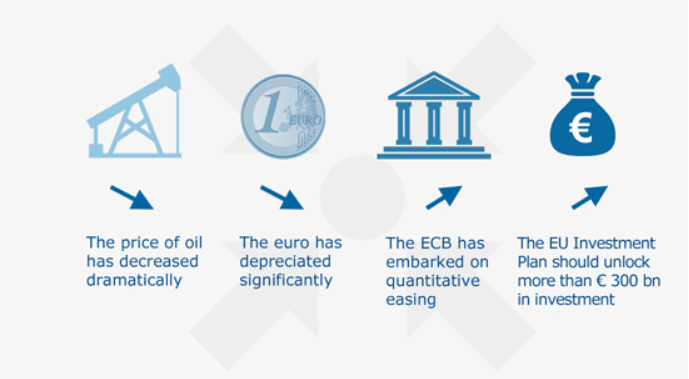 1 EURO
€
The price of oil
has decreased
dramatically
The euro has
depreciated
significantly
The ECB has
embarked on
quantitative
easing
The EU Investment
Plan should unlock
more than € 300 bn
in investment